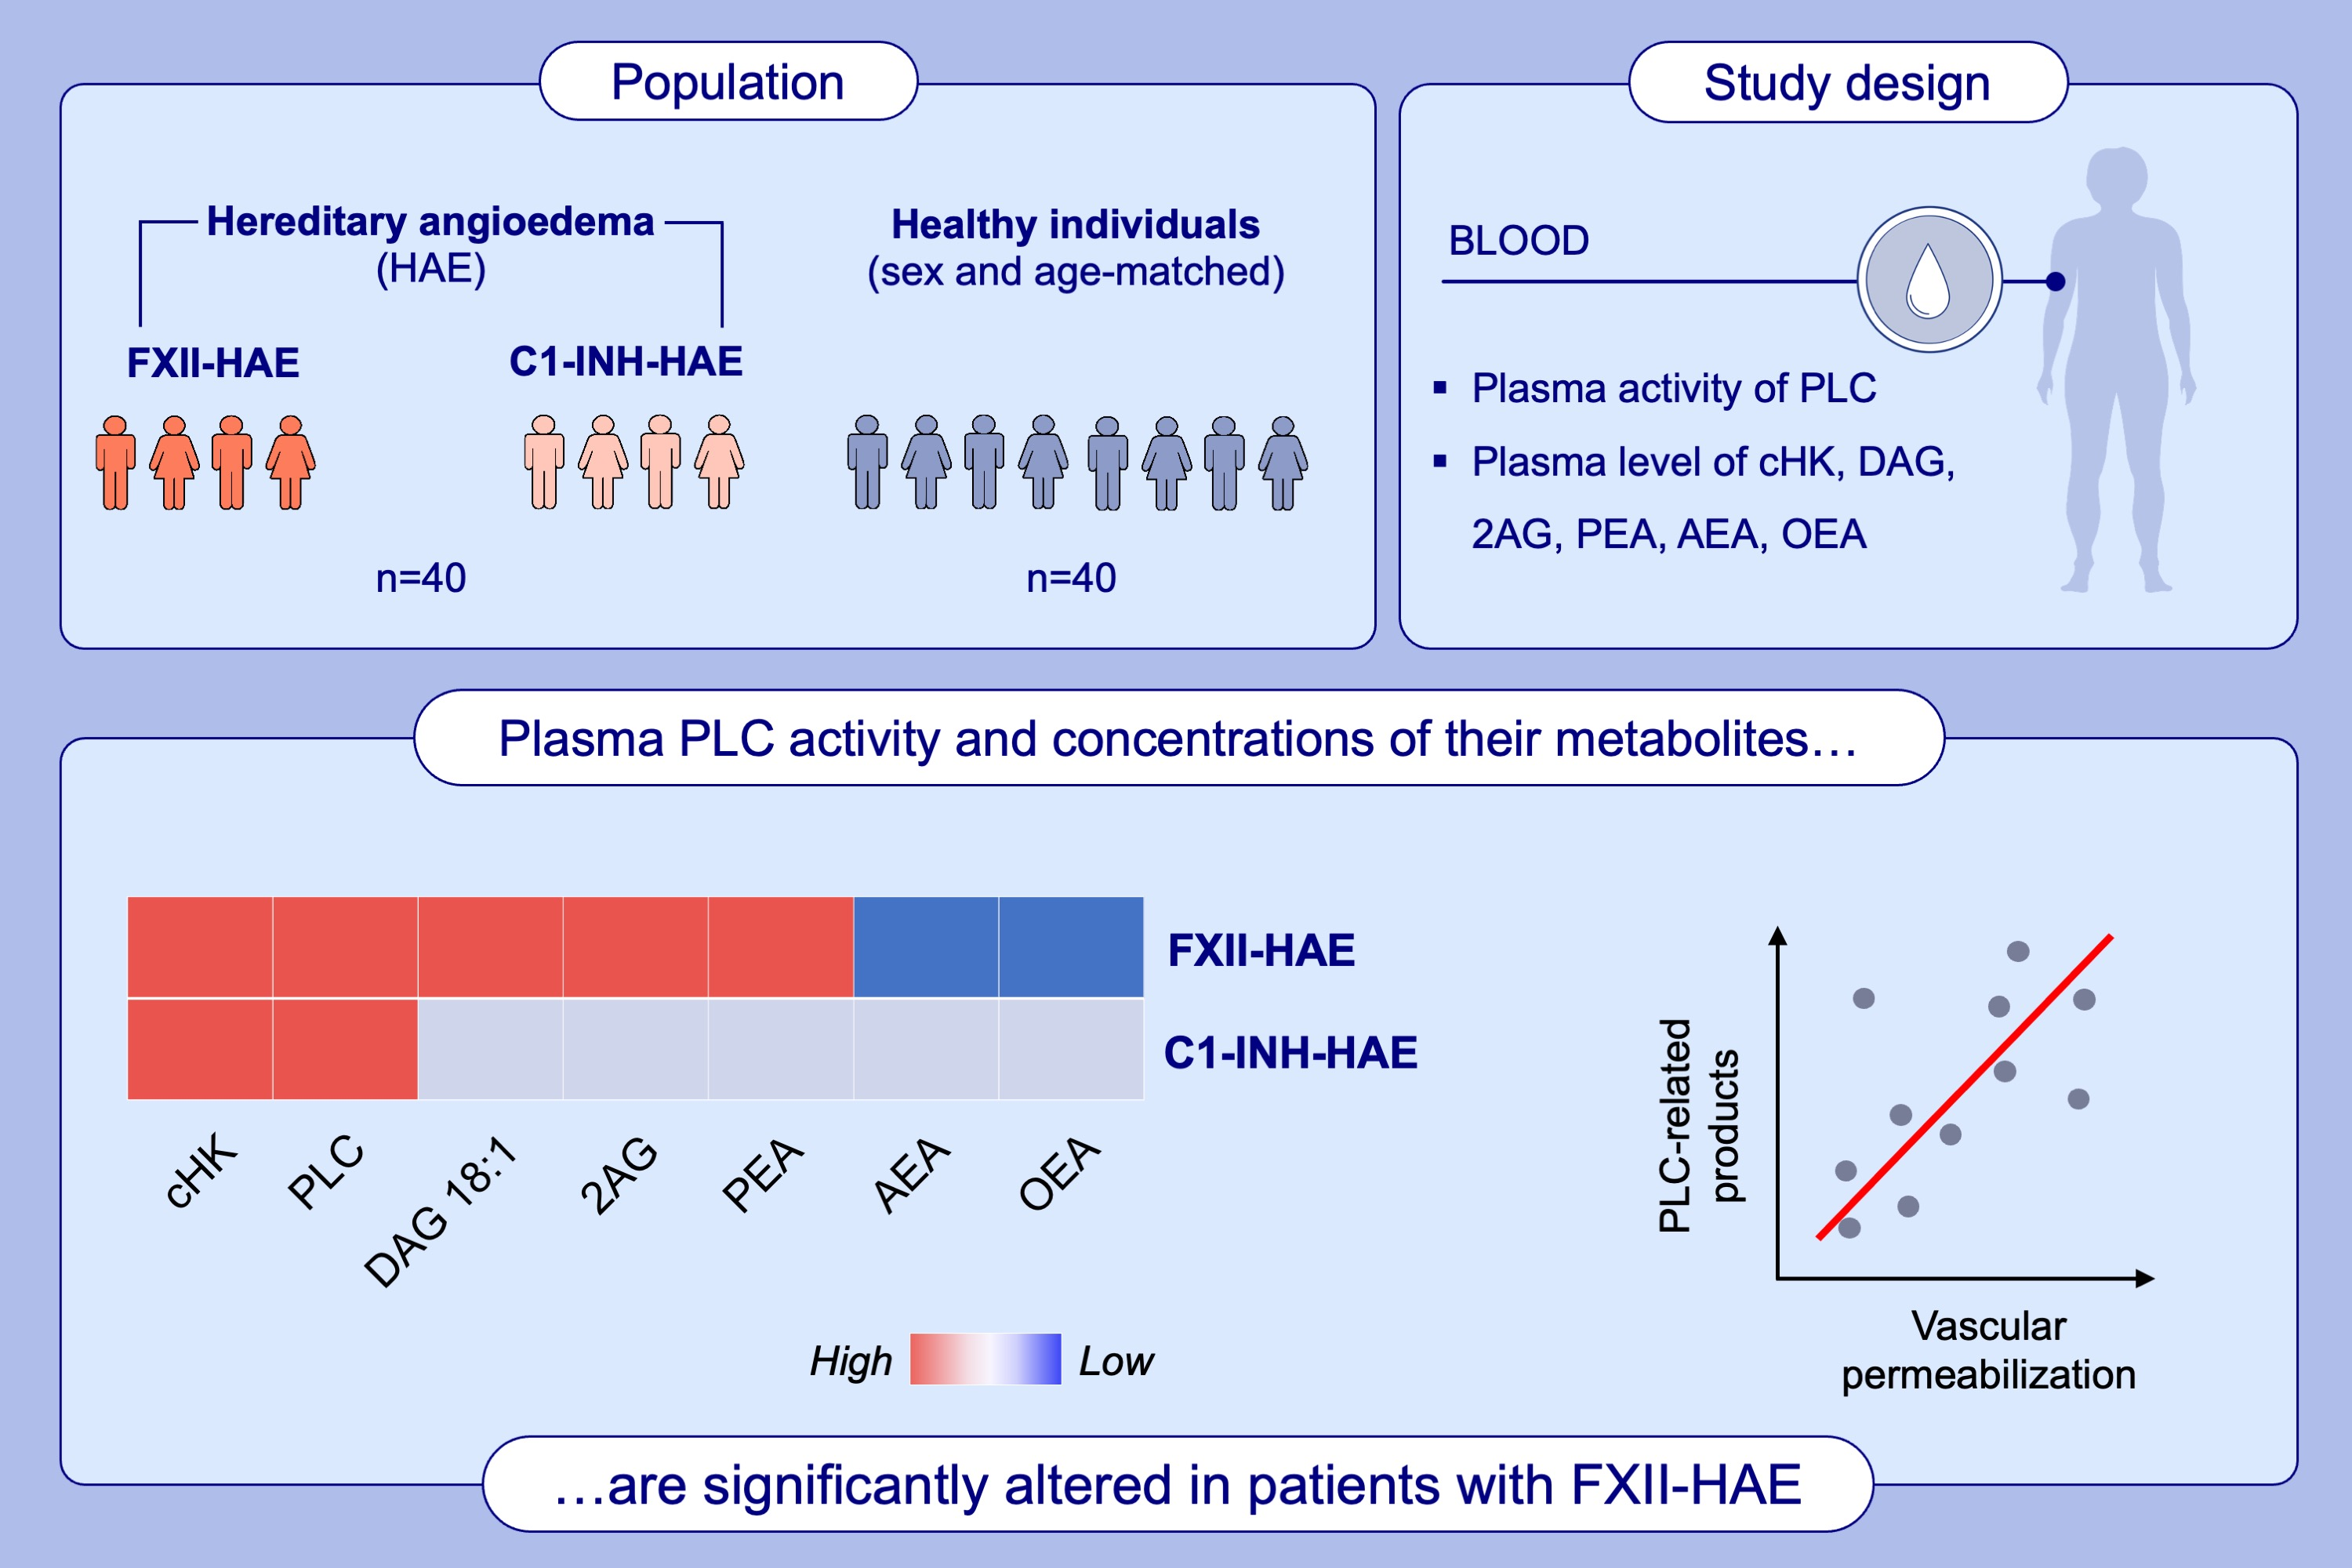 Population
Hereditary angioedema
(HAE)
FXII-HAE
C1-INH-HAE
n=40
Healthy individuals
(sex and age-matched)
n=40
Study design
BLOOD
▪ Plasma activity of PLC
▪ Plasma level of cHK, DAG,
2AG, PEA, AEA, OEA
Plasma PLC activity and concentrations of their metabolites…
FXII-HAE
C1-INH-HAE
cHK
PLC
DAG 18:1
2AG
PEA
AEA
OEA
High
Low
PLC-related
products
Vascular
permeabilization
…are significantly altered in patients with FXII-HAE